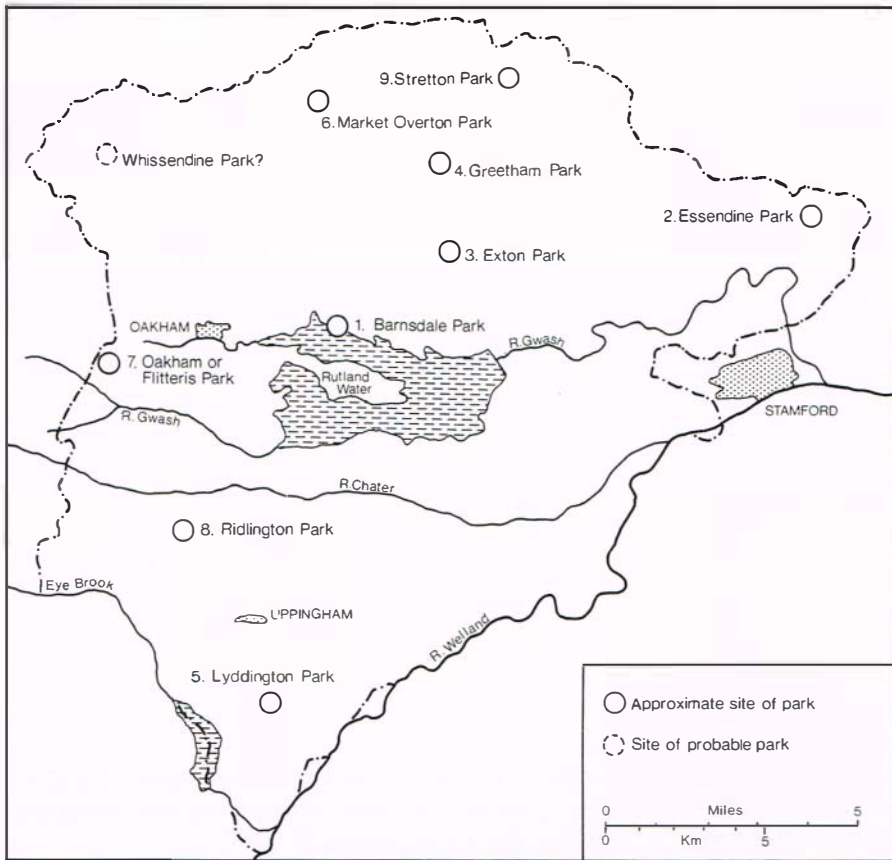 9. Stretton Park
6. Market Overton Park
Whissendine Park?
4. Greetham Park
2. Essendine Park
3. Exton Park
OAKHAM
1. Barnsdale Park
R. Gwash
7. Oakham or
Flitteris Park
Rutland
Water
R. Gwash
STAMFORD
R. Chater
8. Ridlington Park
Eye Brook
UPPINGHAM
R. Welland
5. Lyddington Park
Approximate site of park
Site of probable park
0 Miles 5
0 Km 5